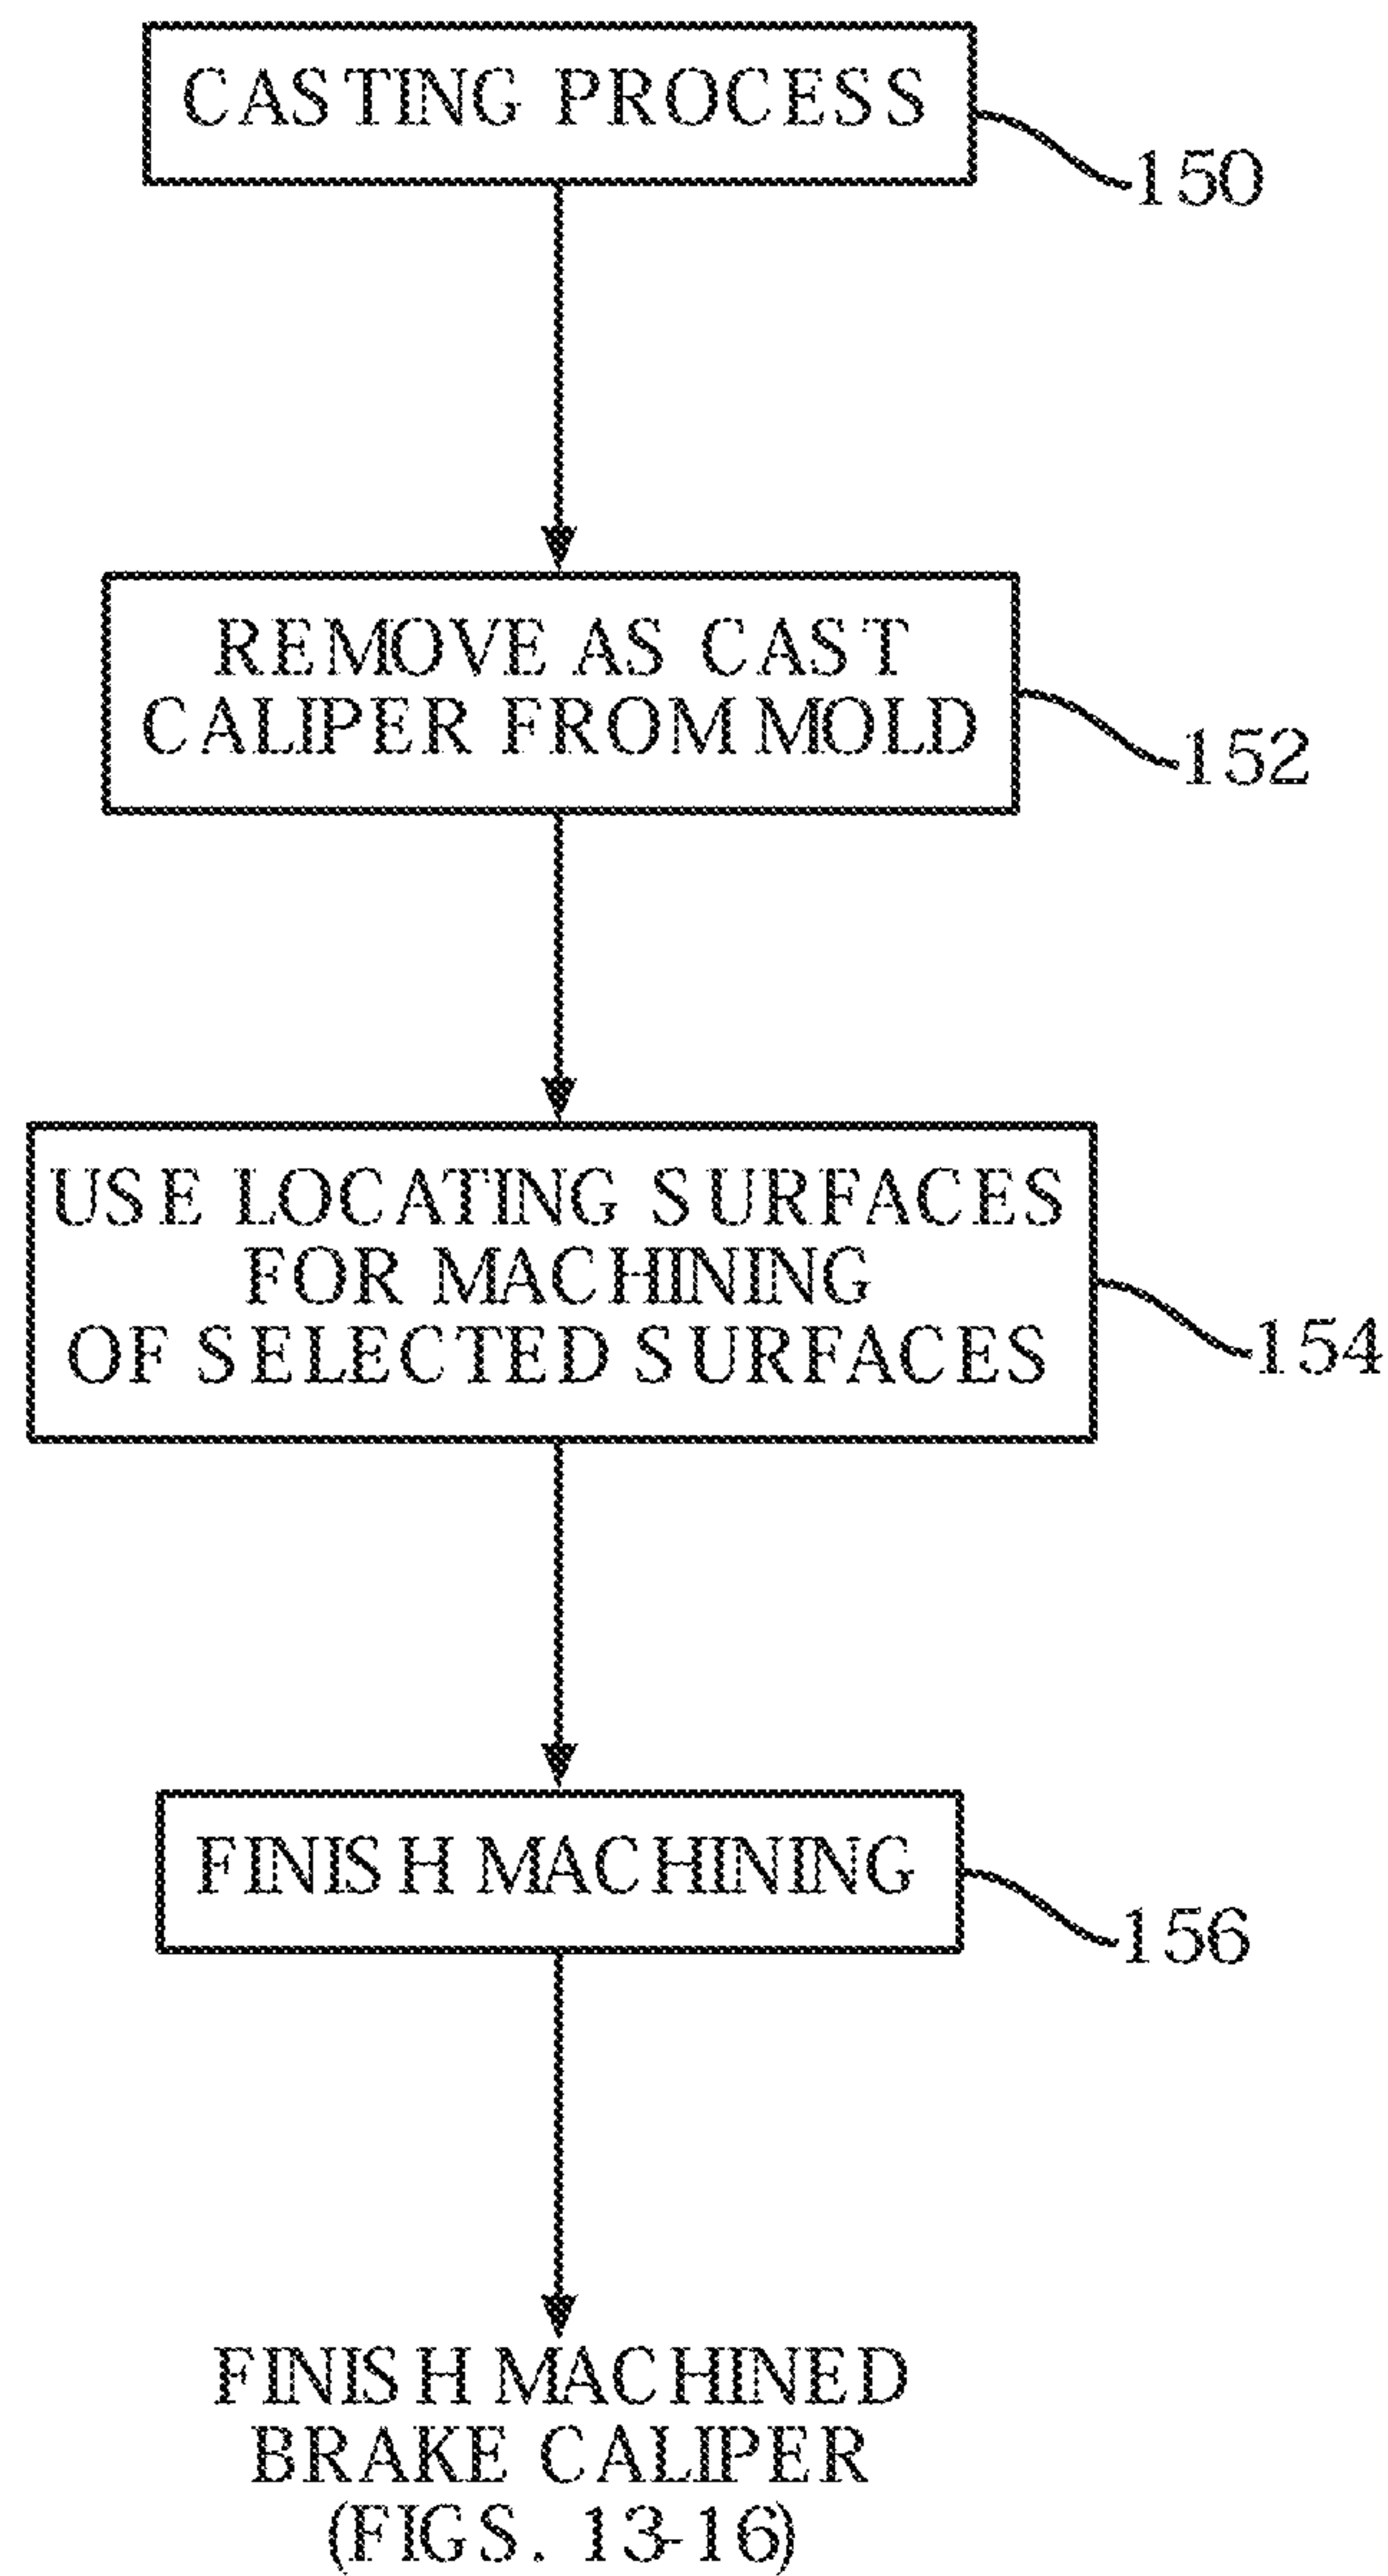 CASTING PROCESS
150
REMOVE AS CAST
CALIPER FROM MOLD
152
USE LOCATING SURFACES
FOR MACHINING
OF SELECTED SURFACES
154
FINISH MACHINING
156
FINISH MACHINED
BRAKE CALIPER
(FIGS. 13-16)